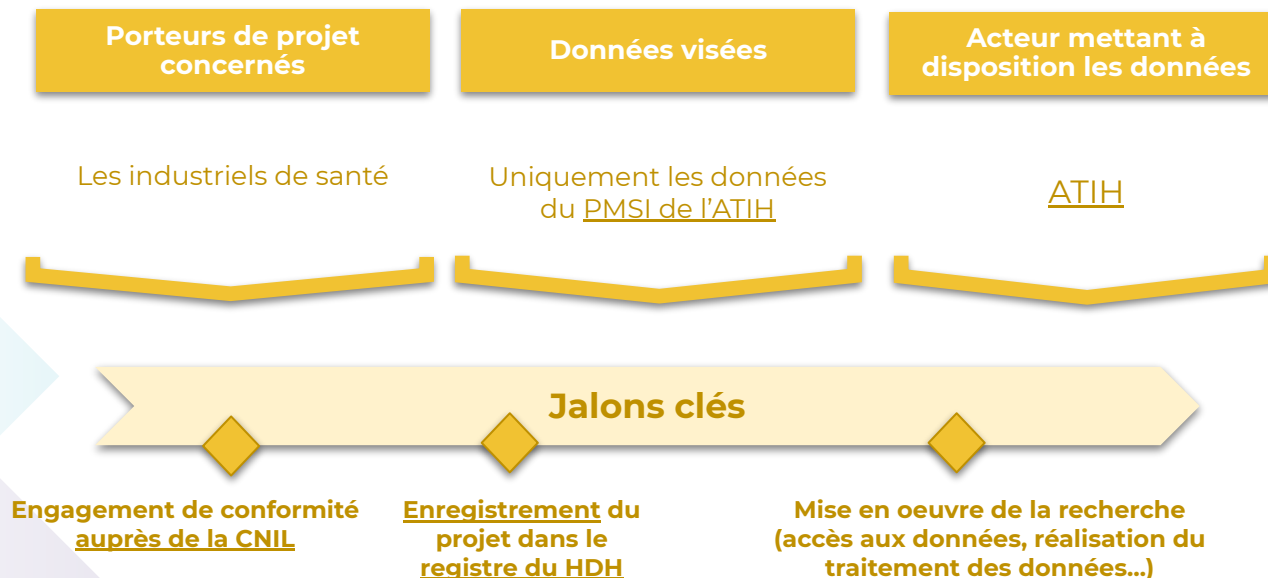 Porteurs de projet
concernés
Données visées
Acteur mettant à
disposition les données
Les industriels de santé
Uniquement les données
du PMSI de l'ATIH
ATIH
Jalons clés
Engagement de conformité
auprès de la CNIL
Enregistrement du
projet dans le
registre du HDH
Mise en oeuvre de la recherche
(accès aux données, réalisation du
traitement des données...)